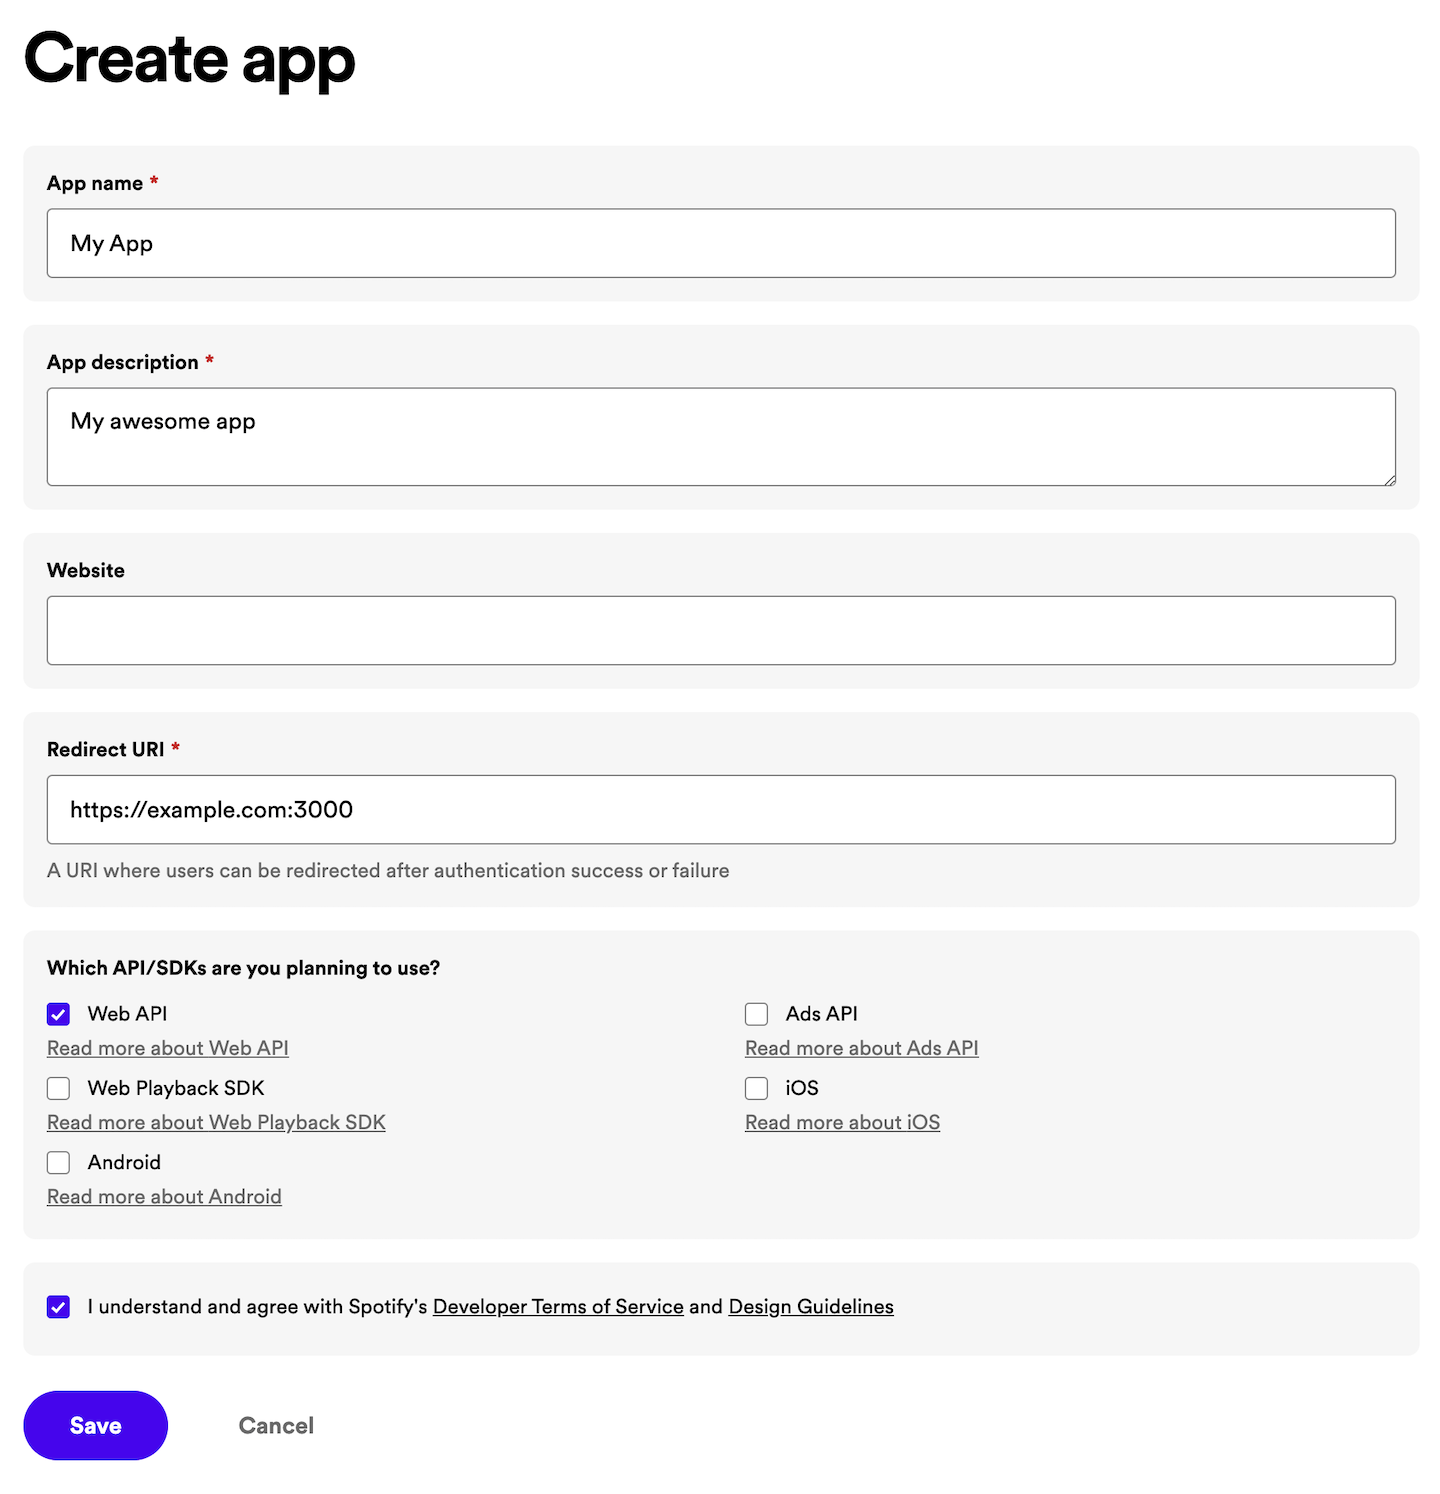 Create app
App name *
My App
App description *
My awesome app
Website
Redirect URI *
https://example.com:3000
A URI where users can be redirected after authentication success or failure
Which API/SDKs are you planning to use?
Web API
Read more about Web API
Ads API
Read more about Ads API
Web Playback SDK
Read more about Web Playback SDK
iOS
Read more about iOS
Android
Read more about Android
I understand and agree with Spotify's Developer Terms of Service and Design Guidelines
Save
Cancel